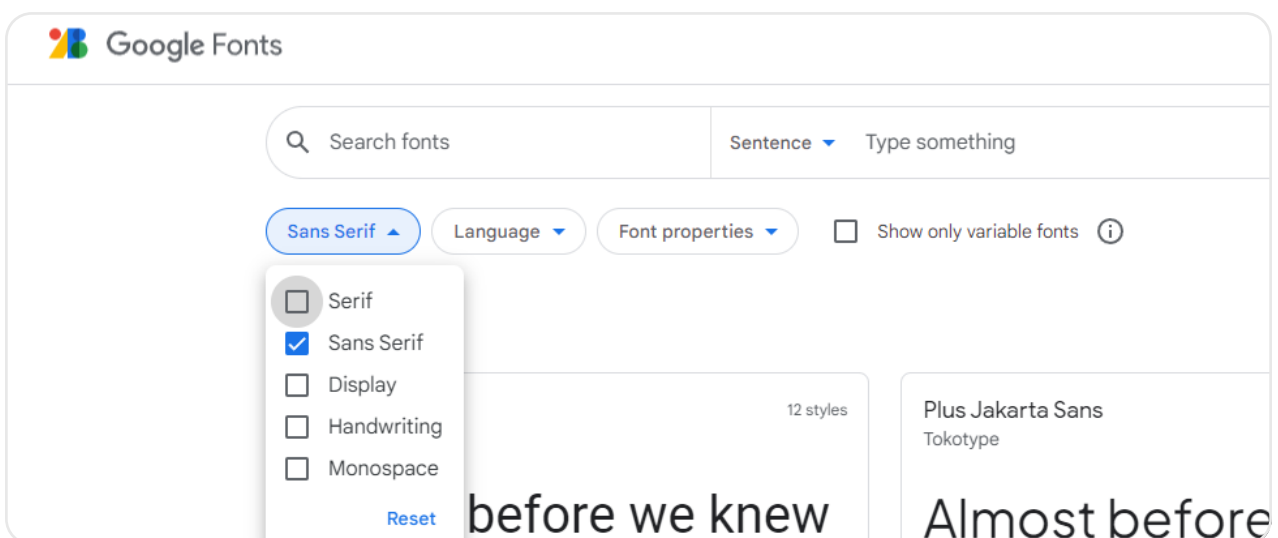 Google Fonts
Search fonts Sentence Type something
Sans Serif Language Font properties Show only variable fonts
Serif
Sans Serif
Display
Handwriting
Monospace
Reset
12 styles
before we knew
Plus Jakarta Sans
Tokotype
Almost before